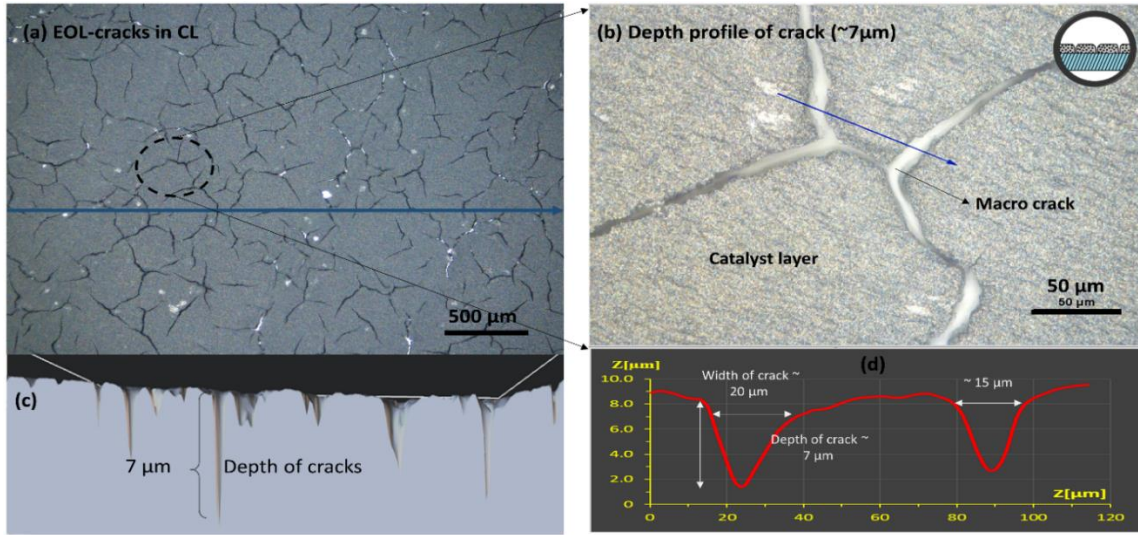 (a) EOL-cracks in CL
500 µm
(b) Depth profile of crack (~7µm)
Macro crack
Catalyst layer
50 µm
50 µm
(c)
7 µm
Depth of cracks
(d)
Z[µm]
10.0
8.0
6.0
4.0
2.0
0
Width of crack ~
20 µm
~ 15 µm
Depth of crack ~
7 µm
Z[µm]
0
20
40
60
80
100
120